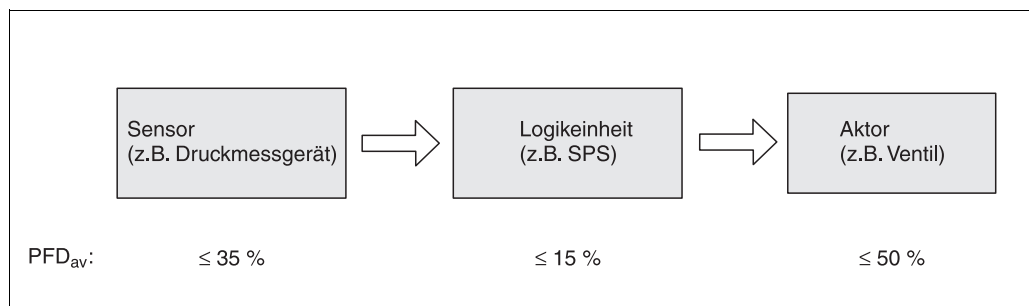 Sensor
(z.B. Druckmessgerät)
Logikeinheit
(z.B. SPS)
Aktor
(z.B. Ventil)
PFDav: ≤ 35 % ≤ 15 % ≤ 50 %